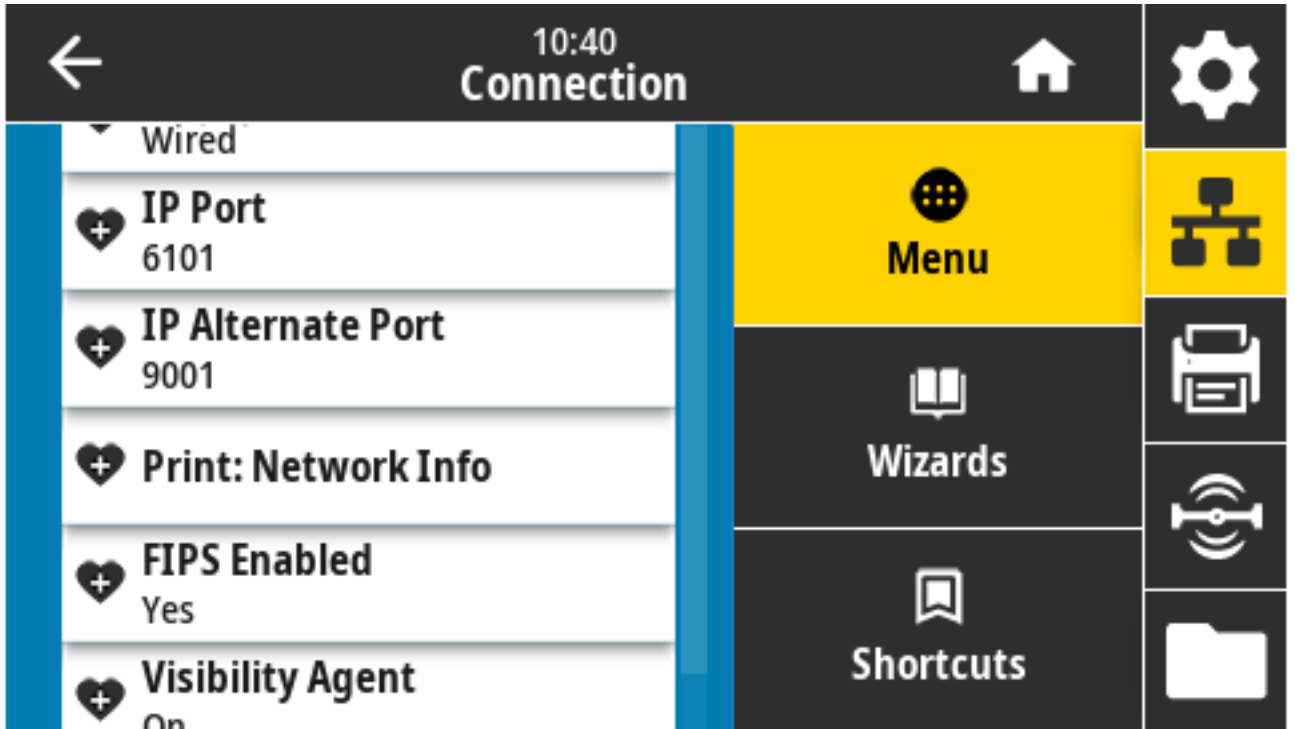 10:40
Connection
Wired
IP Port
6101
IP Alternate Port
9001
Print: Network Info
FIPS Enabled
Yes
Visibility Agent
On
Menu
Wizards
Shortcuts